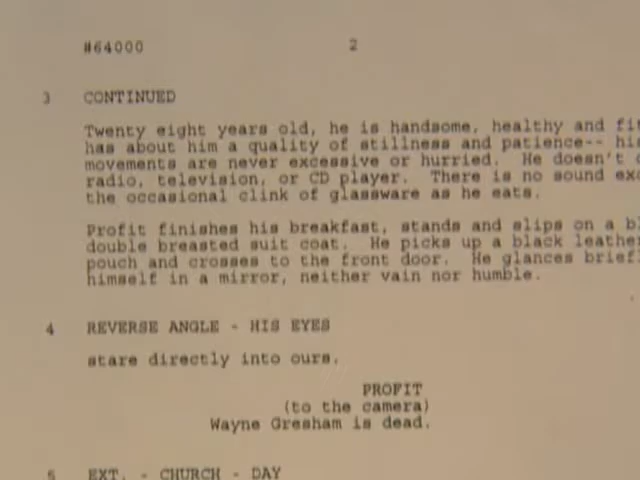 #64000 2
3 CONTINUED
Twenty eight years old, he is handsome, healthy and fit
has about him a quality of stillness and patience-- his
movements are never excessive or hurried. He doesn't
radio, television, or CD player. There is no sound exc
the occasional clink of glassware as he eats.
Profit finishes his breakfast, stands and slips on a bl
double breasted suit coat. He picks up a black leather
pouch and crosses to the front door. He glances briefl
himself in a mirror, neither vain nor humble.
4 REVERSE ANGLE - HIS EYES
stare directly into ours.
PROFIT
(to the camera)
Wayne Gresham is dead.
5 EXT. - CHURCH - DAY